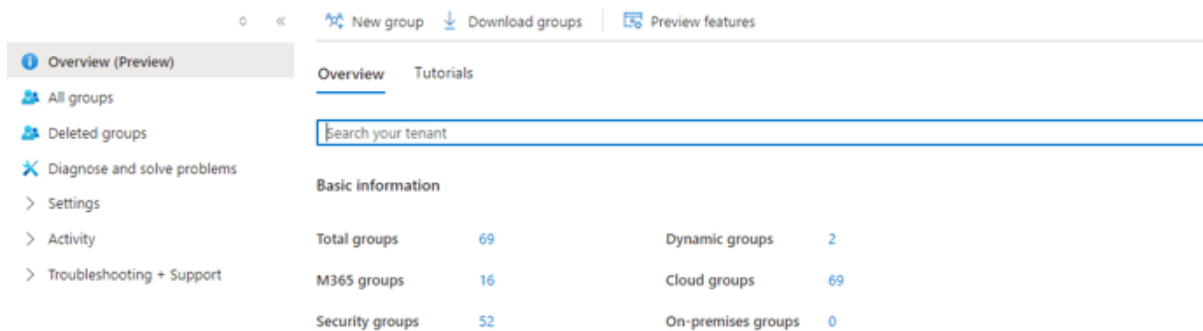 New group Download groups Preview features
Overview (Preview)
All groups
Deleted groups
Diagnose and solve problems
Settings
Activity
Troubleshooting + Support
Overview Tutorials
Search your tenant
Basic information
Total groups 69 Dynamic groups 2
M365 groups 16 Cloud groups 69
Security groups 52 On-premises groups 0